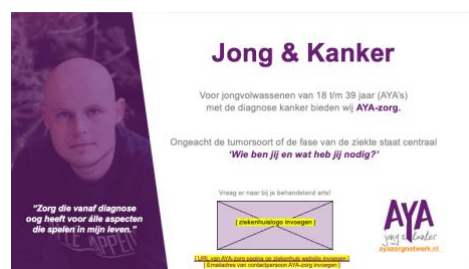 Jong & Kanker
Voor jongvolwassenen van 18 t/m 39 jaar (AYA's)
met de diagnose kanker bieden wij AYA-zorg.
Ongeacht de tumorsoort of de fase van de ziekte staat centraal
'Wie ben jij en wat heb jij nodig?'
"Zorg die vanaf diagnose
oog heeft voor álle aspecten
die spelen in mijn leven."
Vraag er naar bij je behandelend arts!
[ ziekenhuislogo invoegen ]
[ URL van AYA-zorg pagina op ziekenhuis website invoegen ]
[ Emailadres van contactpersoon AYA-zorg invoegen ]
AYA
jong & kanker
ayazorgnetwerk.nl